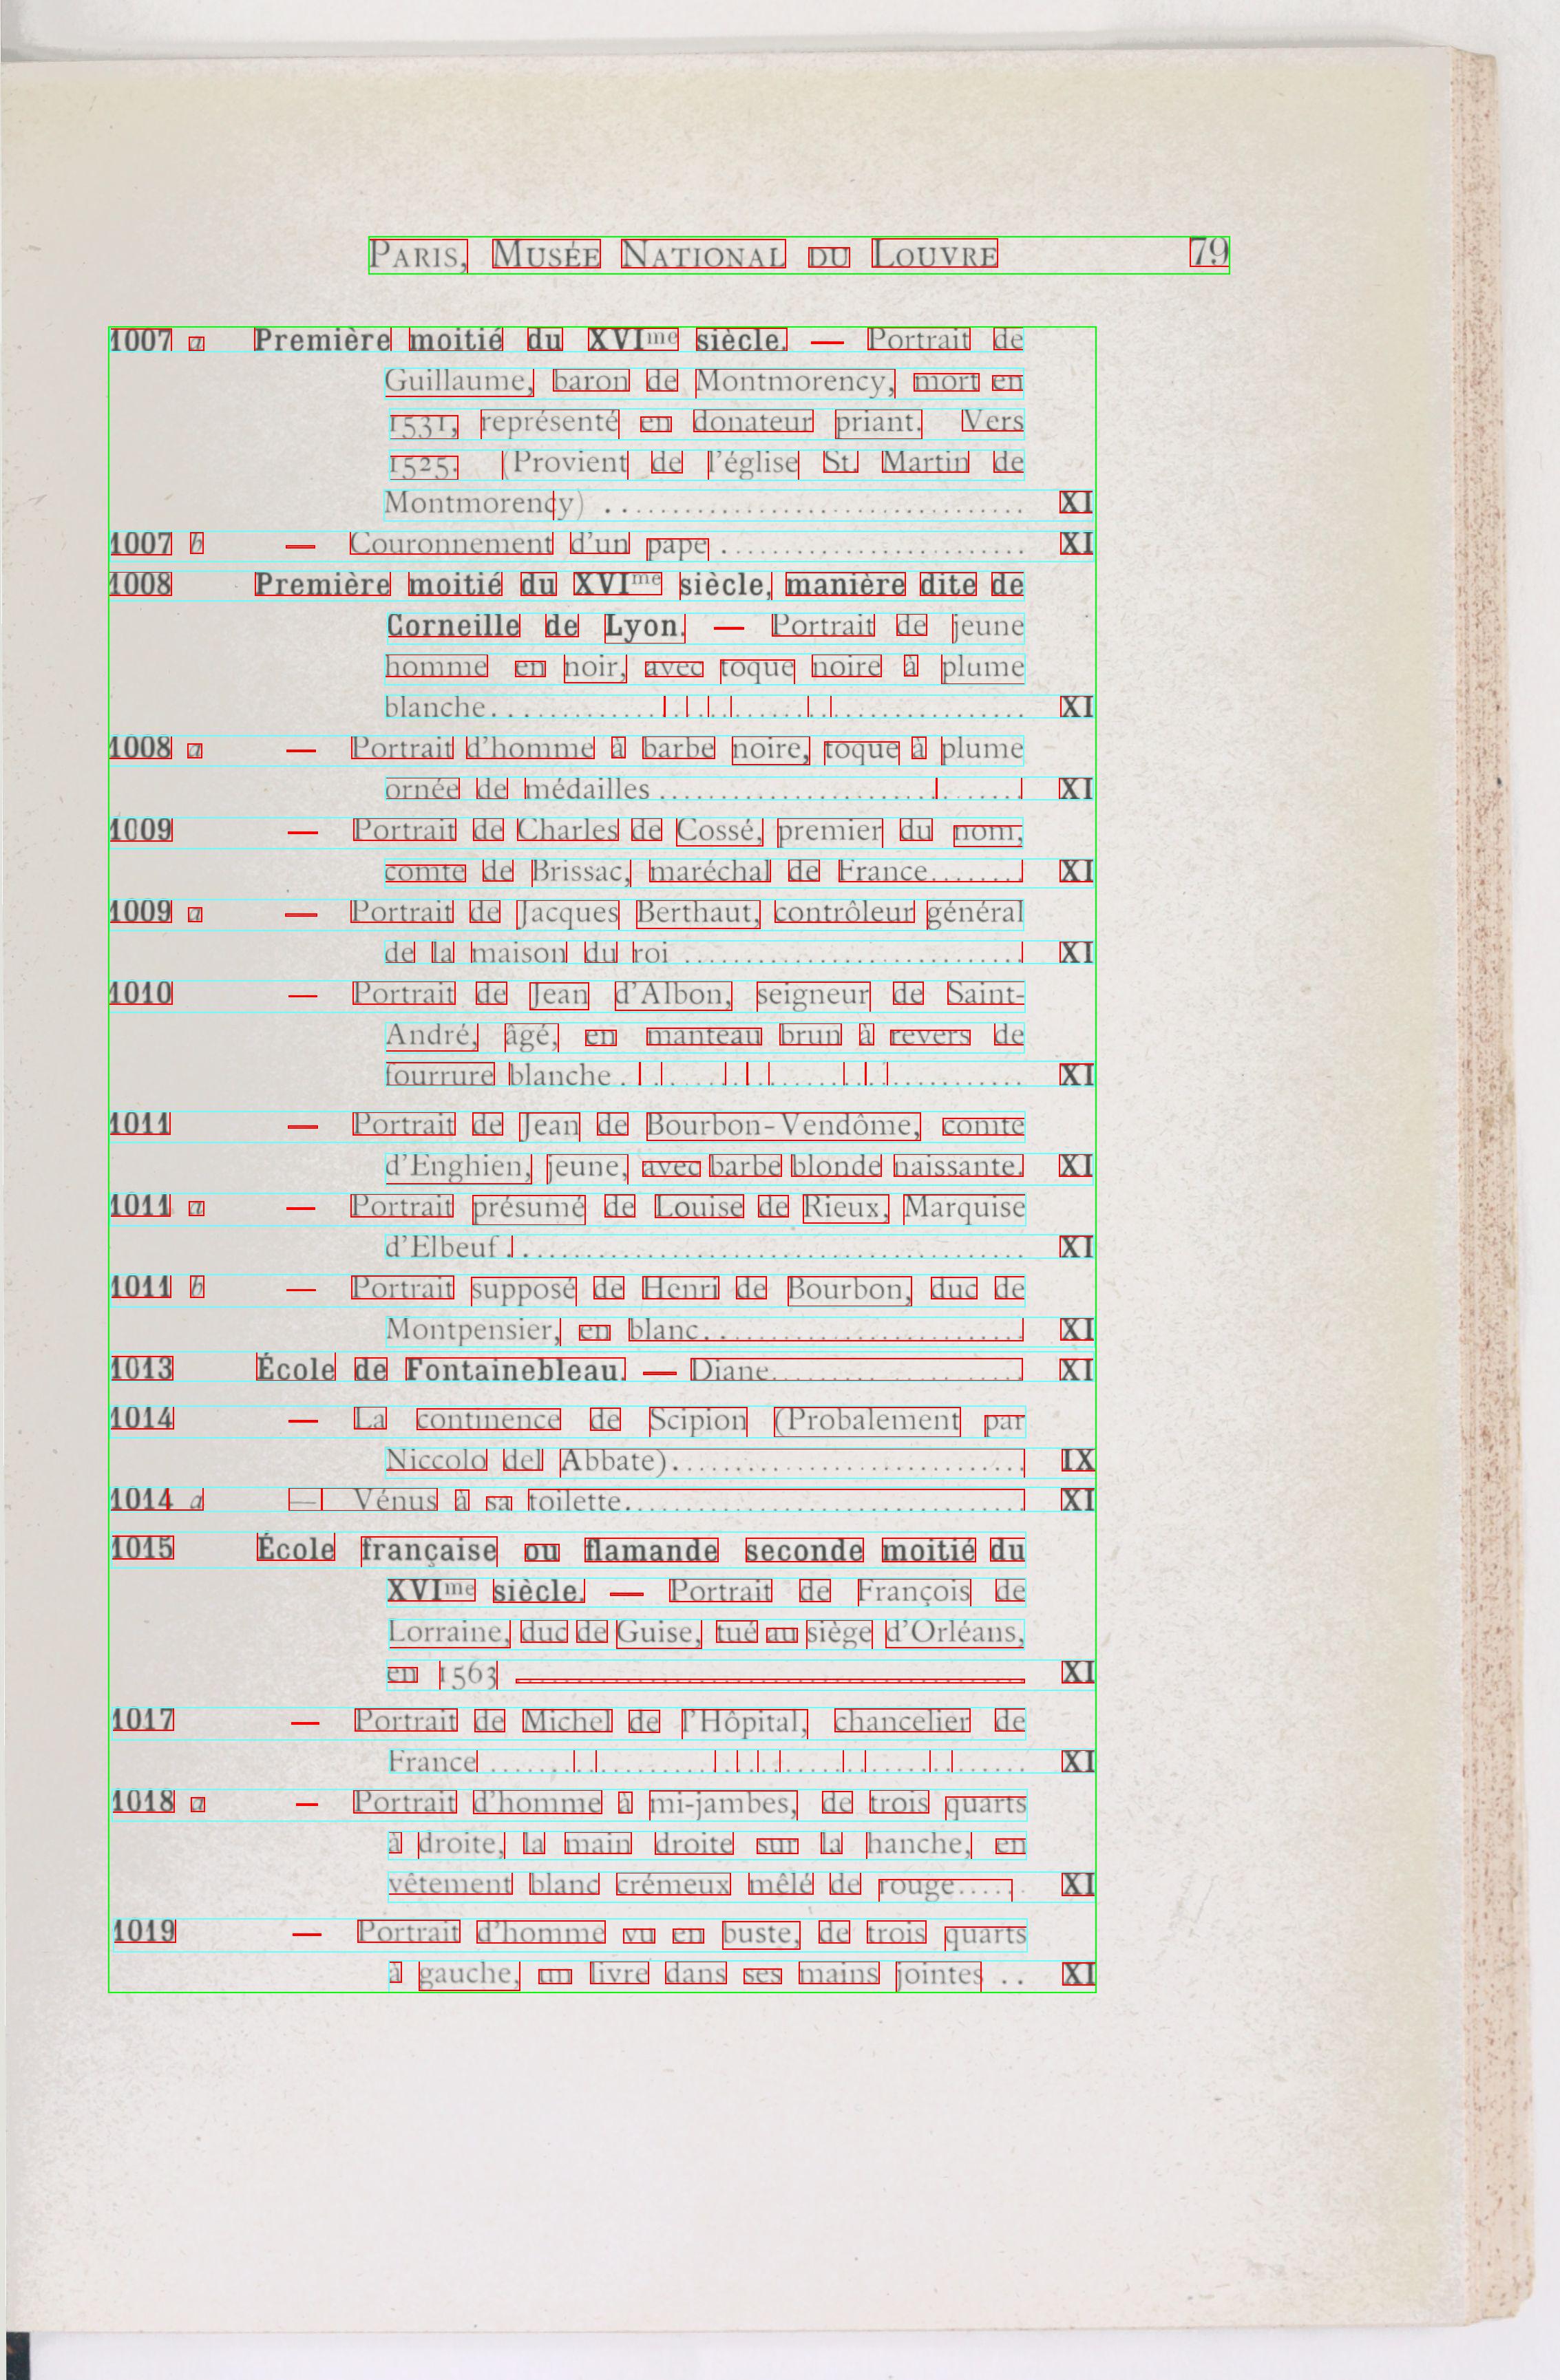 PARIS, MUSÉE NATIONAL DU LOUVRE 79
1007 a Première moitié du XVIme siècle. — Portrait de
Guillaume, baron de Montmorency, mort en
1531, représenté en donateur priant. Vers
1525. (Provient de l'église St. Martin de
Montmorency) .................................. XI
1007 b — Couronnement d'un pape ......................... XI
1008 Première moitié du XVIme siècle, manière dite de
Corneille de Lyon. — Portrait de jeune
homme en noir, avec toque noire à plume
blanche....................................... XI
1008 a — Portrait d'homme à barbe noire, toque à plume
ornée de médailles .............................. XI
1009 — Portrait de Charles de Cossé, premier du nom,
comte de Brissac, maréchal de France........ XI
1009 a — Portrait de Jacques Berthaut, contrôleur général
de la maison du roi ............................ XI
1010 — Portrait de Jean d'Albon, seigneur de Saint-
André, âgé, en manteau brun à revers de
fourrure blanche ................................ XI
1011 — Portrait de Jean de Bourbon-Vendôme, comte
d'Enghien, jeune, avec barbe blonde naissante. XI
1011 a — Portrait présumé de Louise de Rieux, Marquise
d'Elbeuf ........................................ XI
1011 b — Portrait supposé de Henri de Bourbon, duc de
Montpensier, en blanc.......................... XI
1013 École de Fontainebleau. — Diane..................... XI
1014 — La continence de Scipion (Probalement par
Niccolo del Abbate)............................. IX
1014 a — Vénus à sa toilette................................ XI
1015 École française ou flamande seconde moitié du
XVIme siècle. — Portrait de François de
Lorraine, duc de Guise, tué au siège d'Orléans,
en 1563 ......................................... XI
1017 — Portrait de Michel de l'Hôpital, chancelier de
France .......................................... XI
1018 a — Portrait d'homme à mi-jambes, de trois quarts
à droite, la main droite sur la hanche, en
vêtement blanc crémeux mêlé de rouge...... XI
1019 — Portrait d'homme vu en buste, de trois quarts
à gauche, un livre dans ses mains jointes .. XI